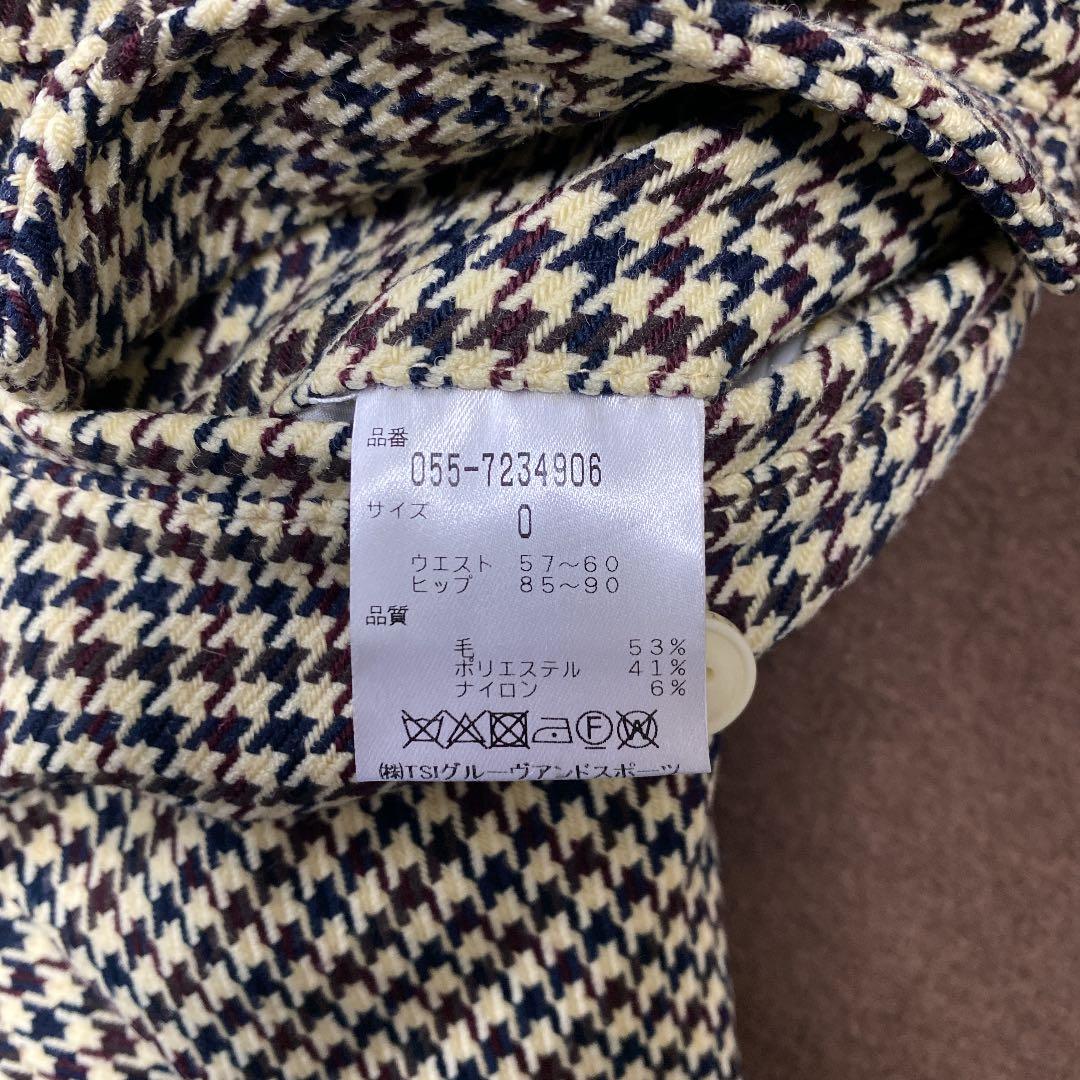 品番
055-7234906
サイズ
0
ウエスト 57～60
ヒップ 85～90
品質
毛 53%
ポリエステル 41%
ナイロン 6%
F W
㈱TSIグルーヴアンドスポーツ